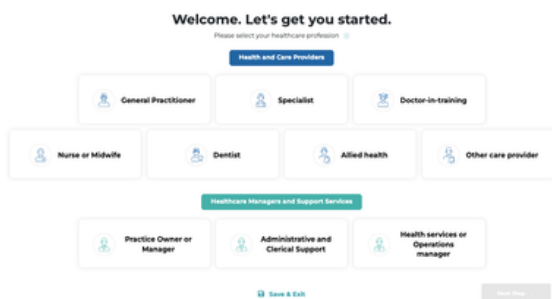 Welcome. Let's get you started.
Please select your healthcare profession
Health and Care Providers
General Practitioner
Specialist
Doctor-in-training
Nurse or Midwife
Dentist
Allied health
Other care provider
Healthcare Managers and Support Services
Practice Owner or
Manager
Administrative and
Clerical Support
Health services or
Operations
manager
Save & Exit
Next Step